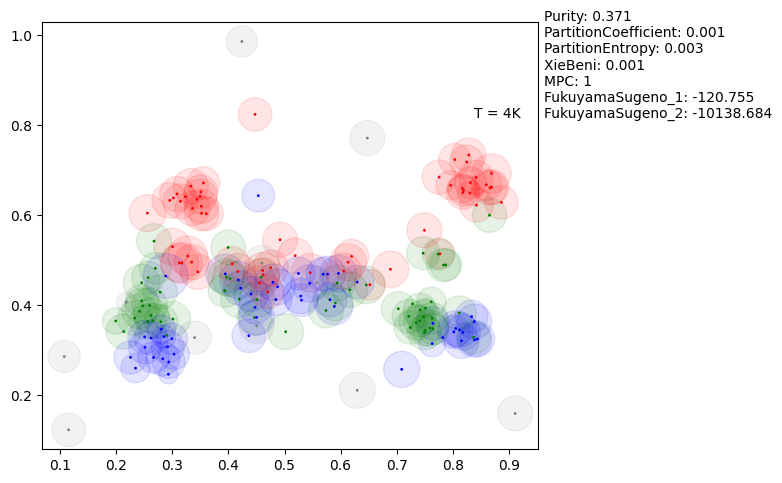 Purity: 0.371
PartitionCoefficient: 0.001
PartitionEntropy: 0.003
XieBeni: 0.001
MPC: 1
FukuyamaSugeno_1: -120.755
FukuyamaSugeno_2: -10138.684
T = 4K
1.0
0.8
0.6
0.4
0.2
0.1 0.2 0.3 0.4 0.5 0.6 0.7 0.8 0.9